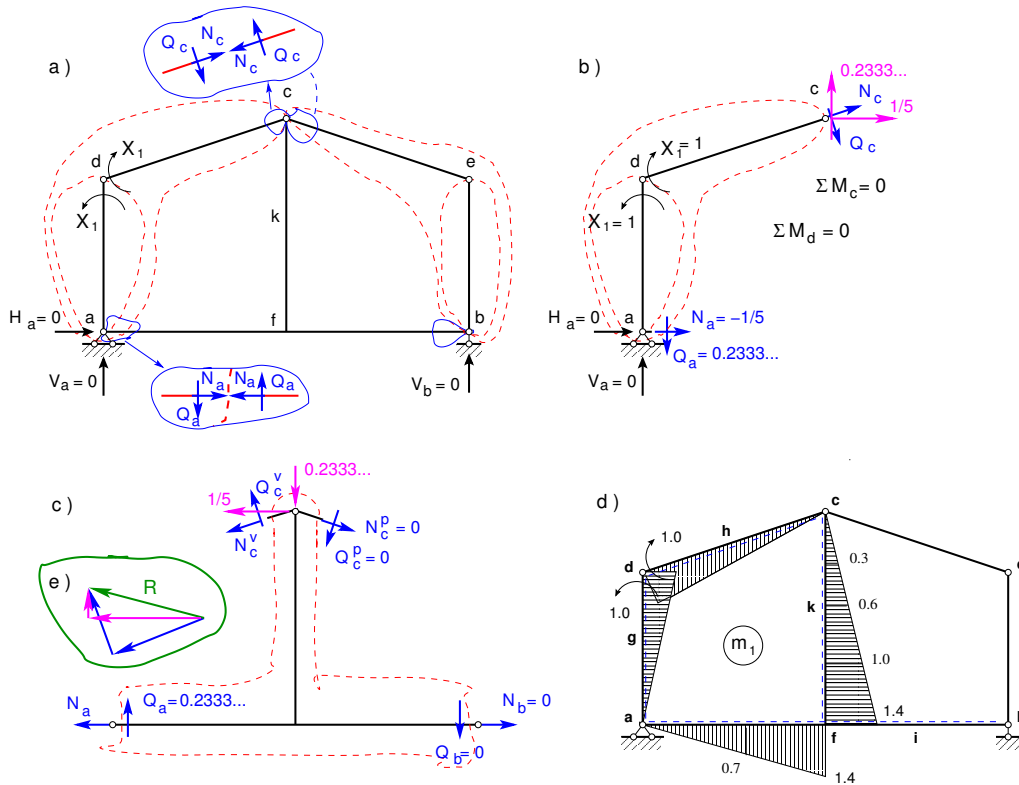 a )
Q c
N c
N c
Q c
c
d
X 1
X 1
e
k
H a = 0
a
f
b
V a = 0
V b = 0
N a
N a
Q a
Q a
b )
0.2333...
c
N c
1/5
Q c
X 1 = 1
d
X 1 = 1
Σ M c = 0
Σ M d = 0
H a = 0
a
N a = −1/5
Q a = 0.2333...
V a = 0
c )
0.2333...
Q c v
1/5
N c v
N c p = 0
Q c p = 0
e )
R
N a
Q a = 0.2333...
N b = 0
Q b = 0
d )
c
1.0
h
d
0.3
k
0.6
1.0
g
m 1
1.0
1.4
a
f
i
0.7
1.4